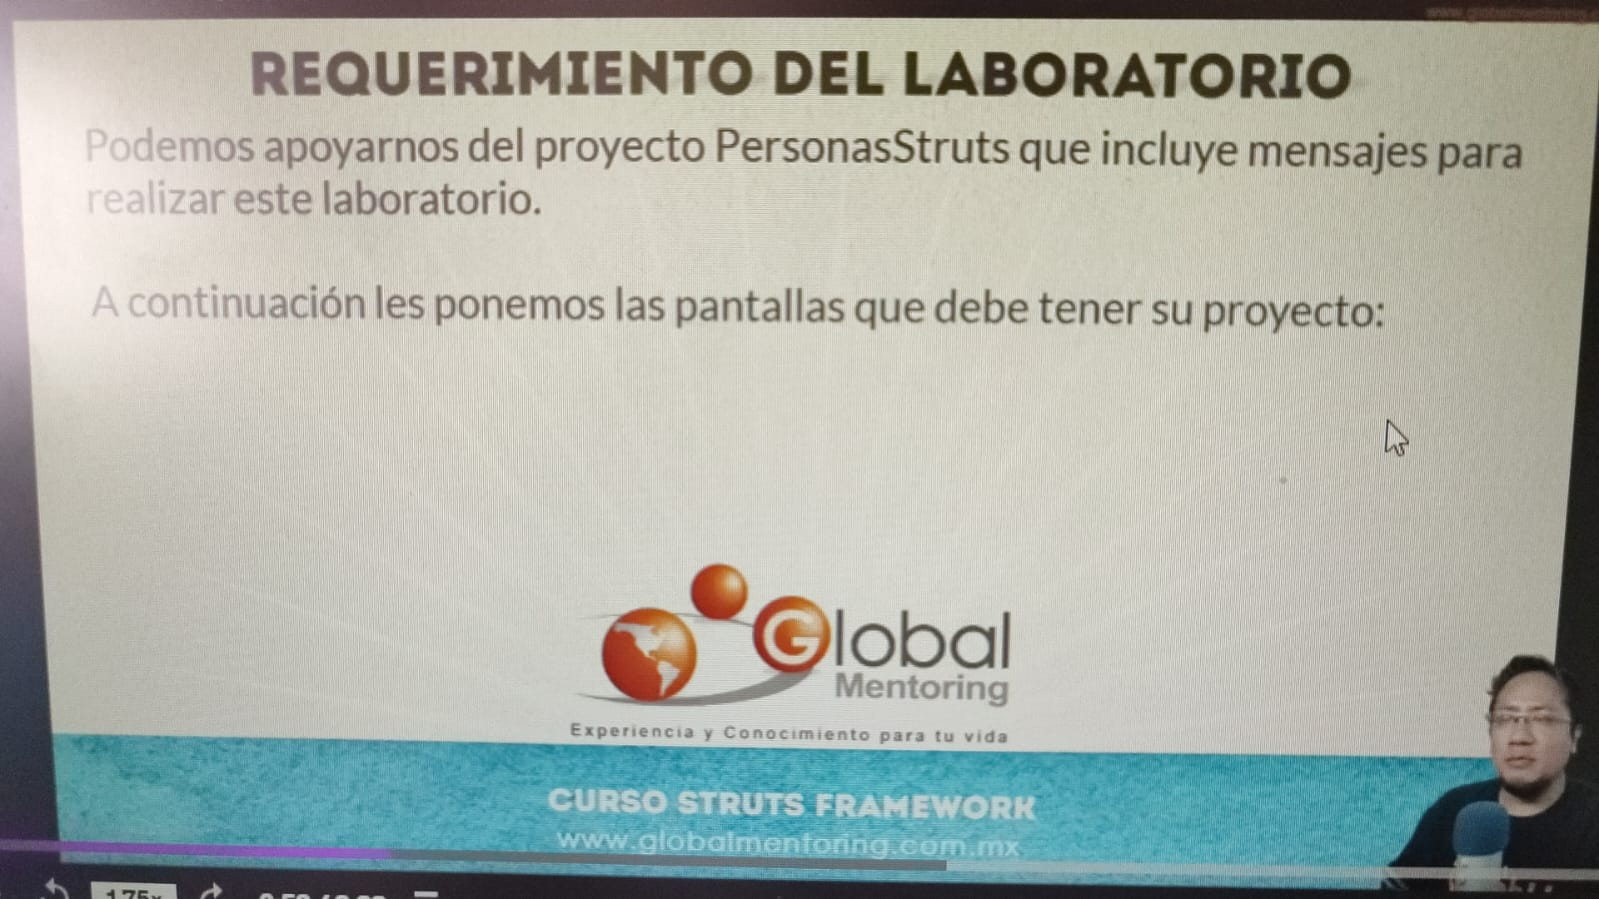 REQUERIMIENTO DEL LABORATORIO
Podemos apoyarnos del proyecto PersonasStruts que incluye mensajes para
realizar este laboratorio.
A continuación les ponemos las pantallas que debe tener su proyecto:
Global
Mentoring
Experiencia y Conocimiento para tu vida
CURSO STRUTS FRAMEWORK
www.globalmentoring.com.mx
1.75x